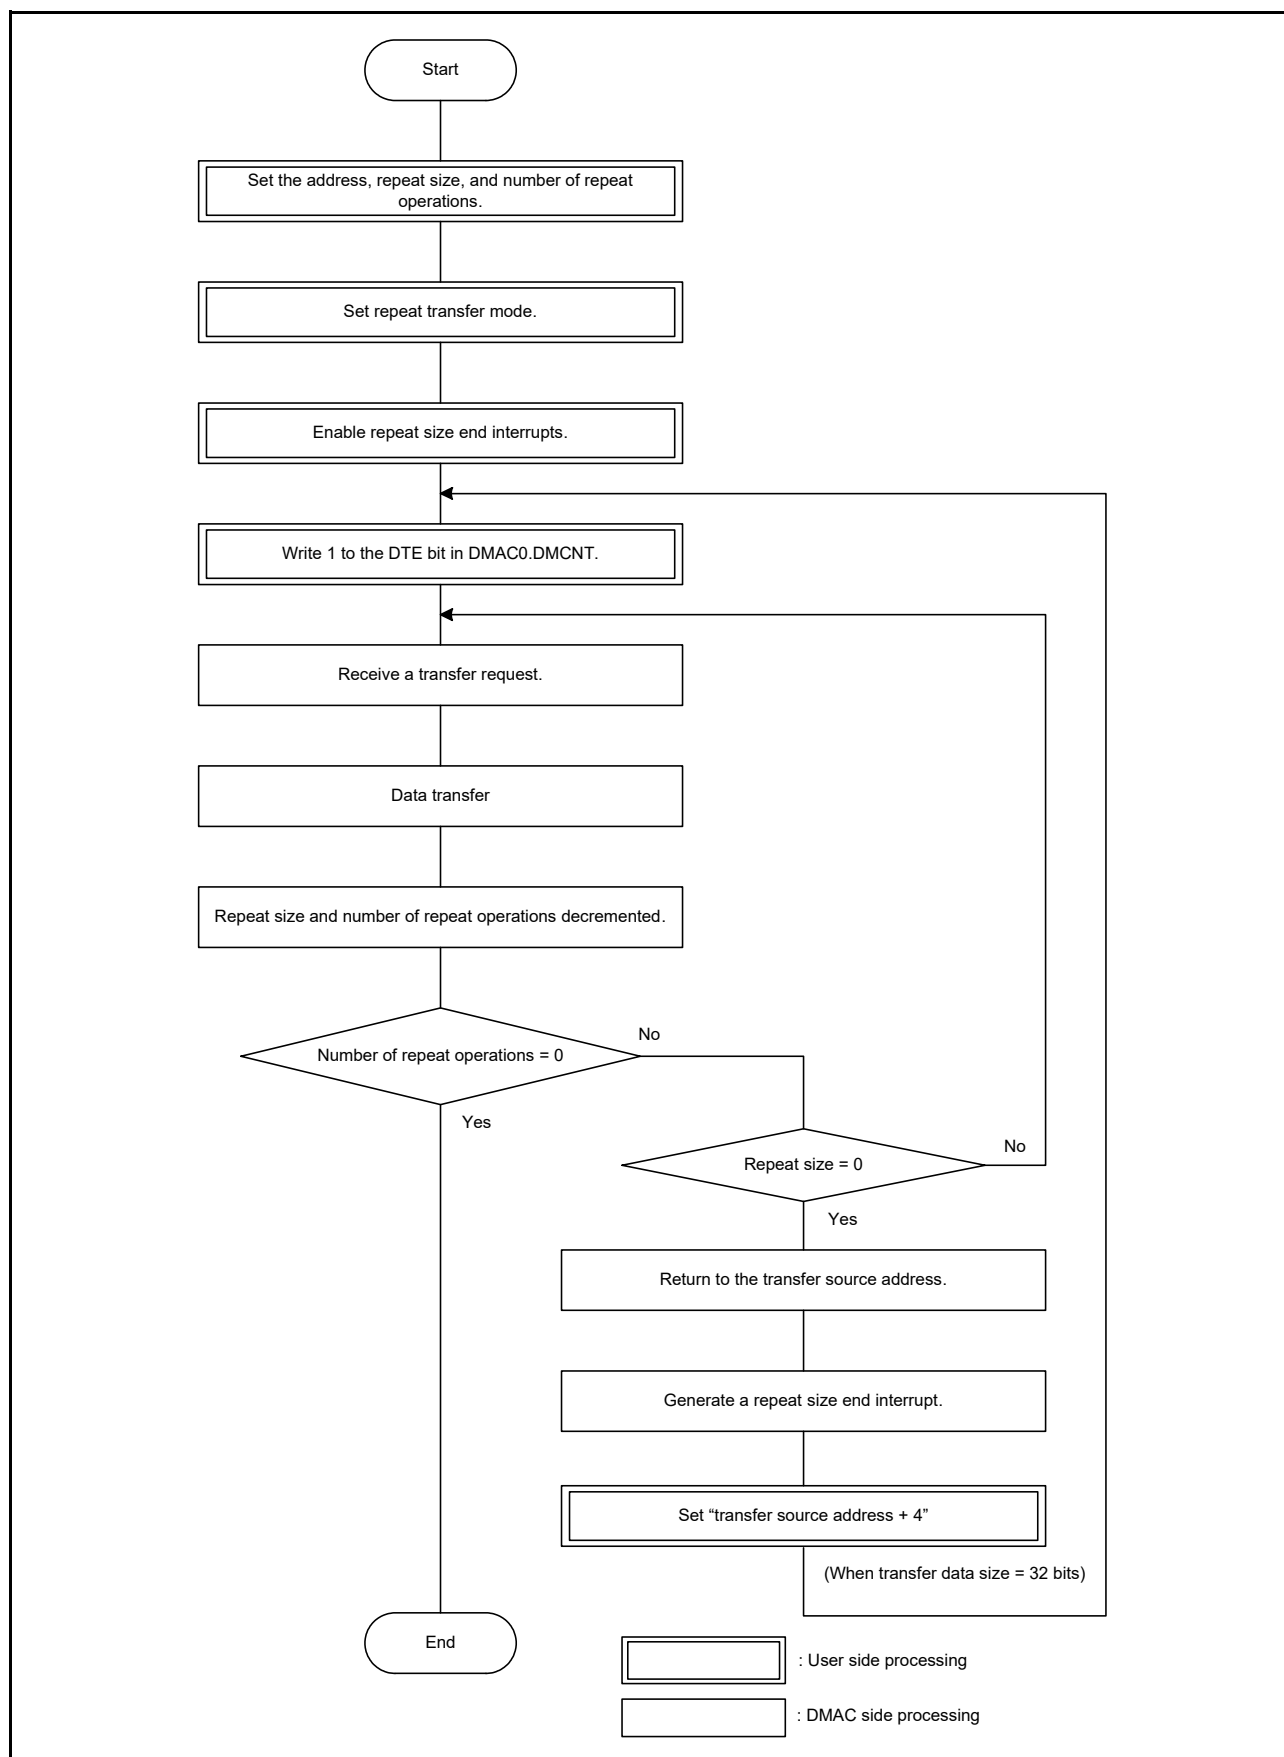 Start
Set the address, repeat size, and number of repeat
operations.
Set repeat transfer mode.
Enable repeat size end interrupts.
Write 1 to the DTE bit in DMAC0.DMCNT.
Receive a transfer request.
Data transfer
Repeat size and number of repeat operations decremented.
Number of repeat operations = 0
No
Yes
Repeat size = 0
No
Yes
Return to the transfer source address.
Generate a repeat size end interrupt.
Set “transfer source address + 4”
(When transfer data size = 32 bits)
End
: User side processing
: DMAC side processing